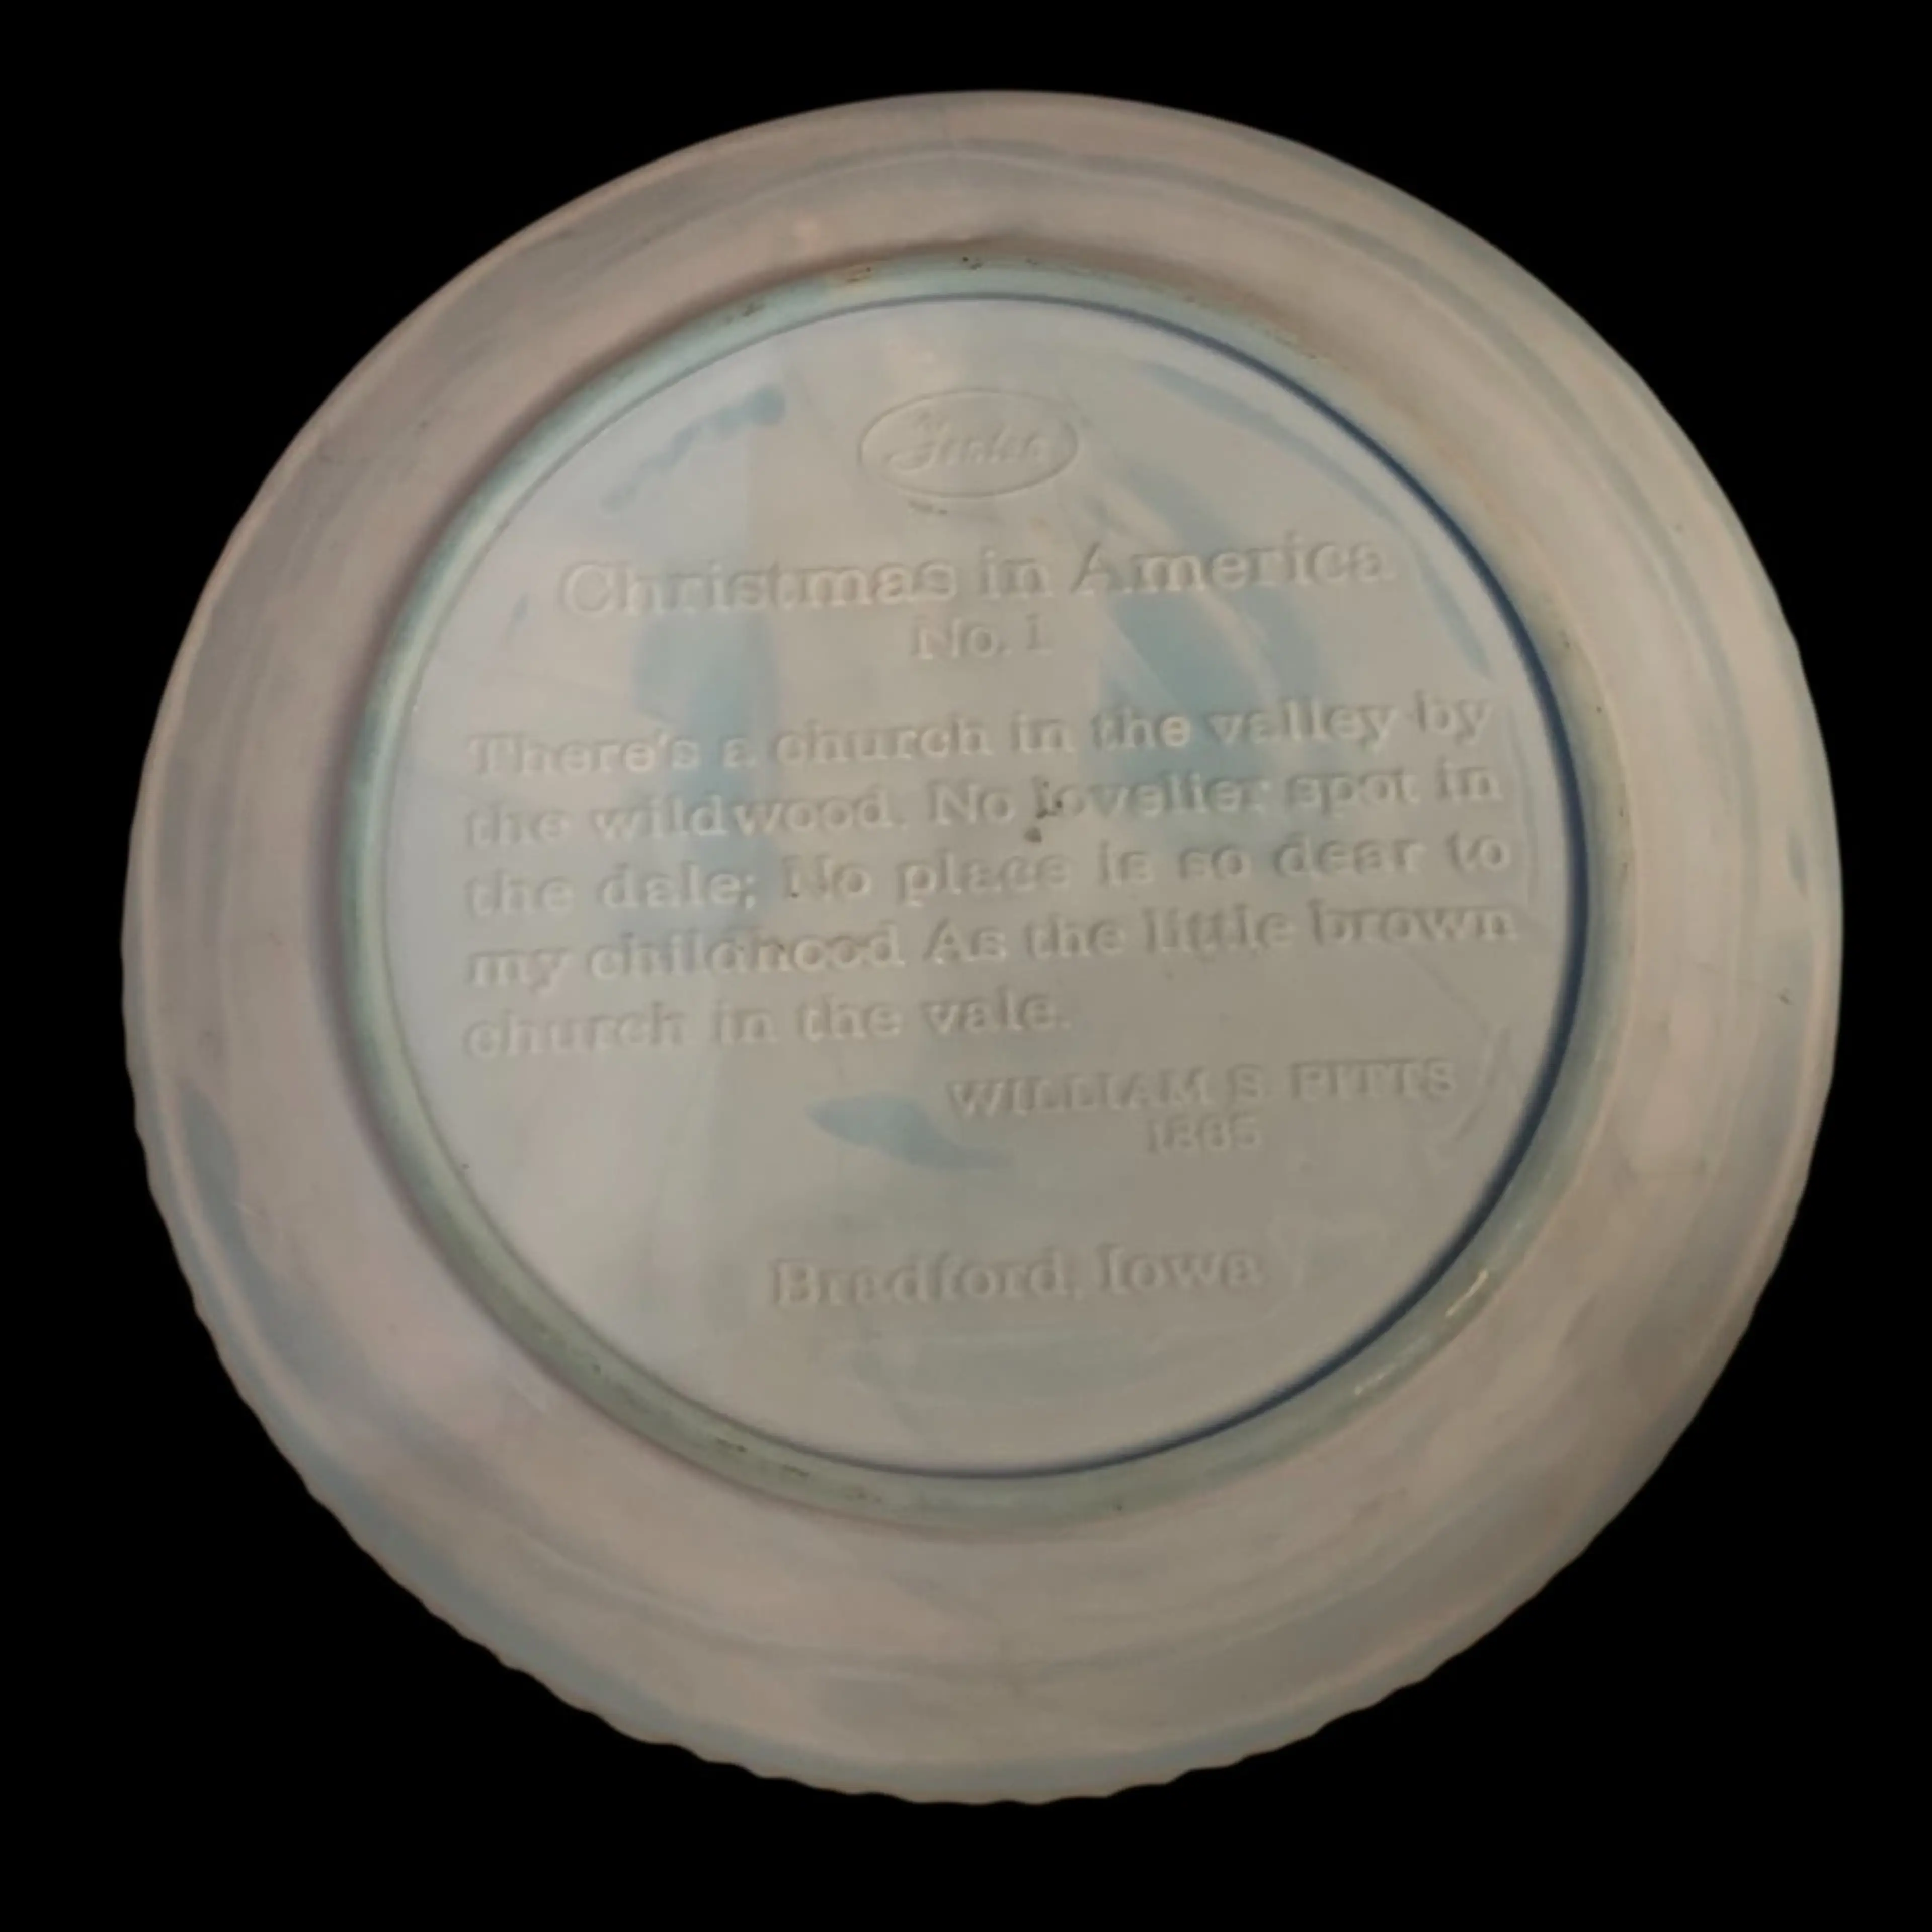 Fenton
Christmas in America
No. 1
There's a church in the valley by
the wildwood. No lovelier spot in
the dale; No place is so dear to
my childhood As the little brown
church in the vale.
WILLIAM S. PITTS
1865
Bradford, Iowa